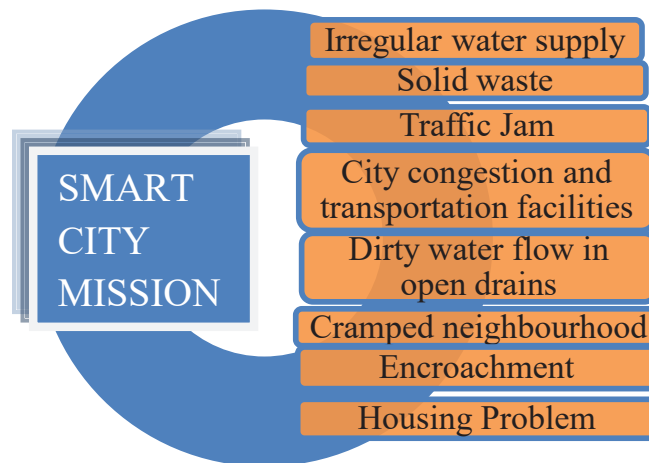 SMART
CITY
MISSION
Irregular water supply
Solid waste
Traffic Jam
City congestion and
transportation facilities
Dirty water flow in
open drains
Cramped neighbourhood
Encroachment
Housing Problem